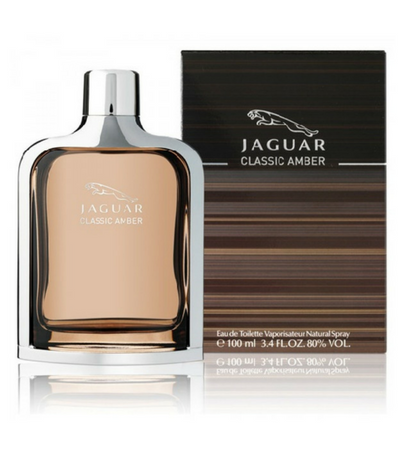 JAGUAR
CLASSIC AMBER
JAGUAR
CLASSIC AMBER
Eau de Toilette Vaporisateur Natural Spray
℮ 100 ml 3.4 FL.OZ. 80% VOL.